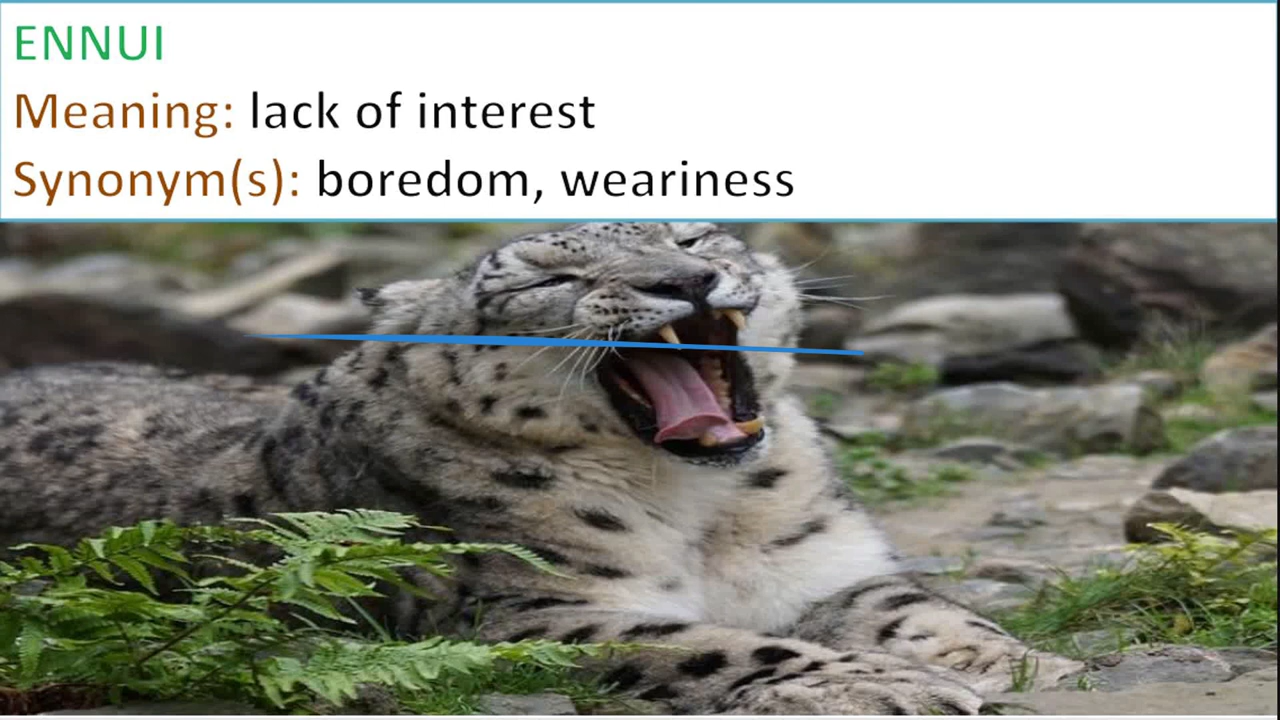 ENNUI
Meaning: lack of interest
Synonym(s): boredom, weariness